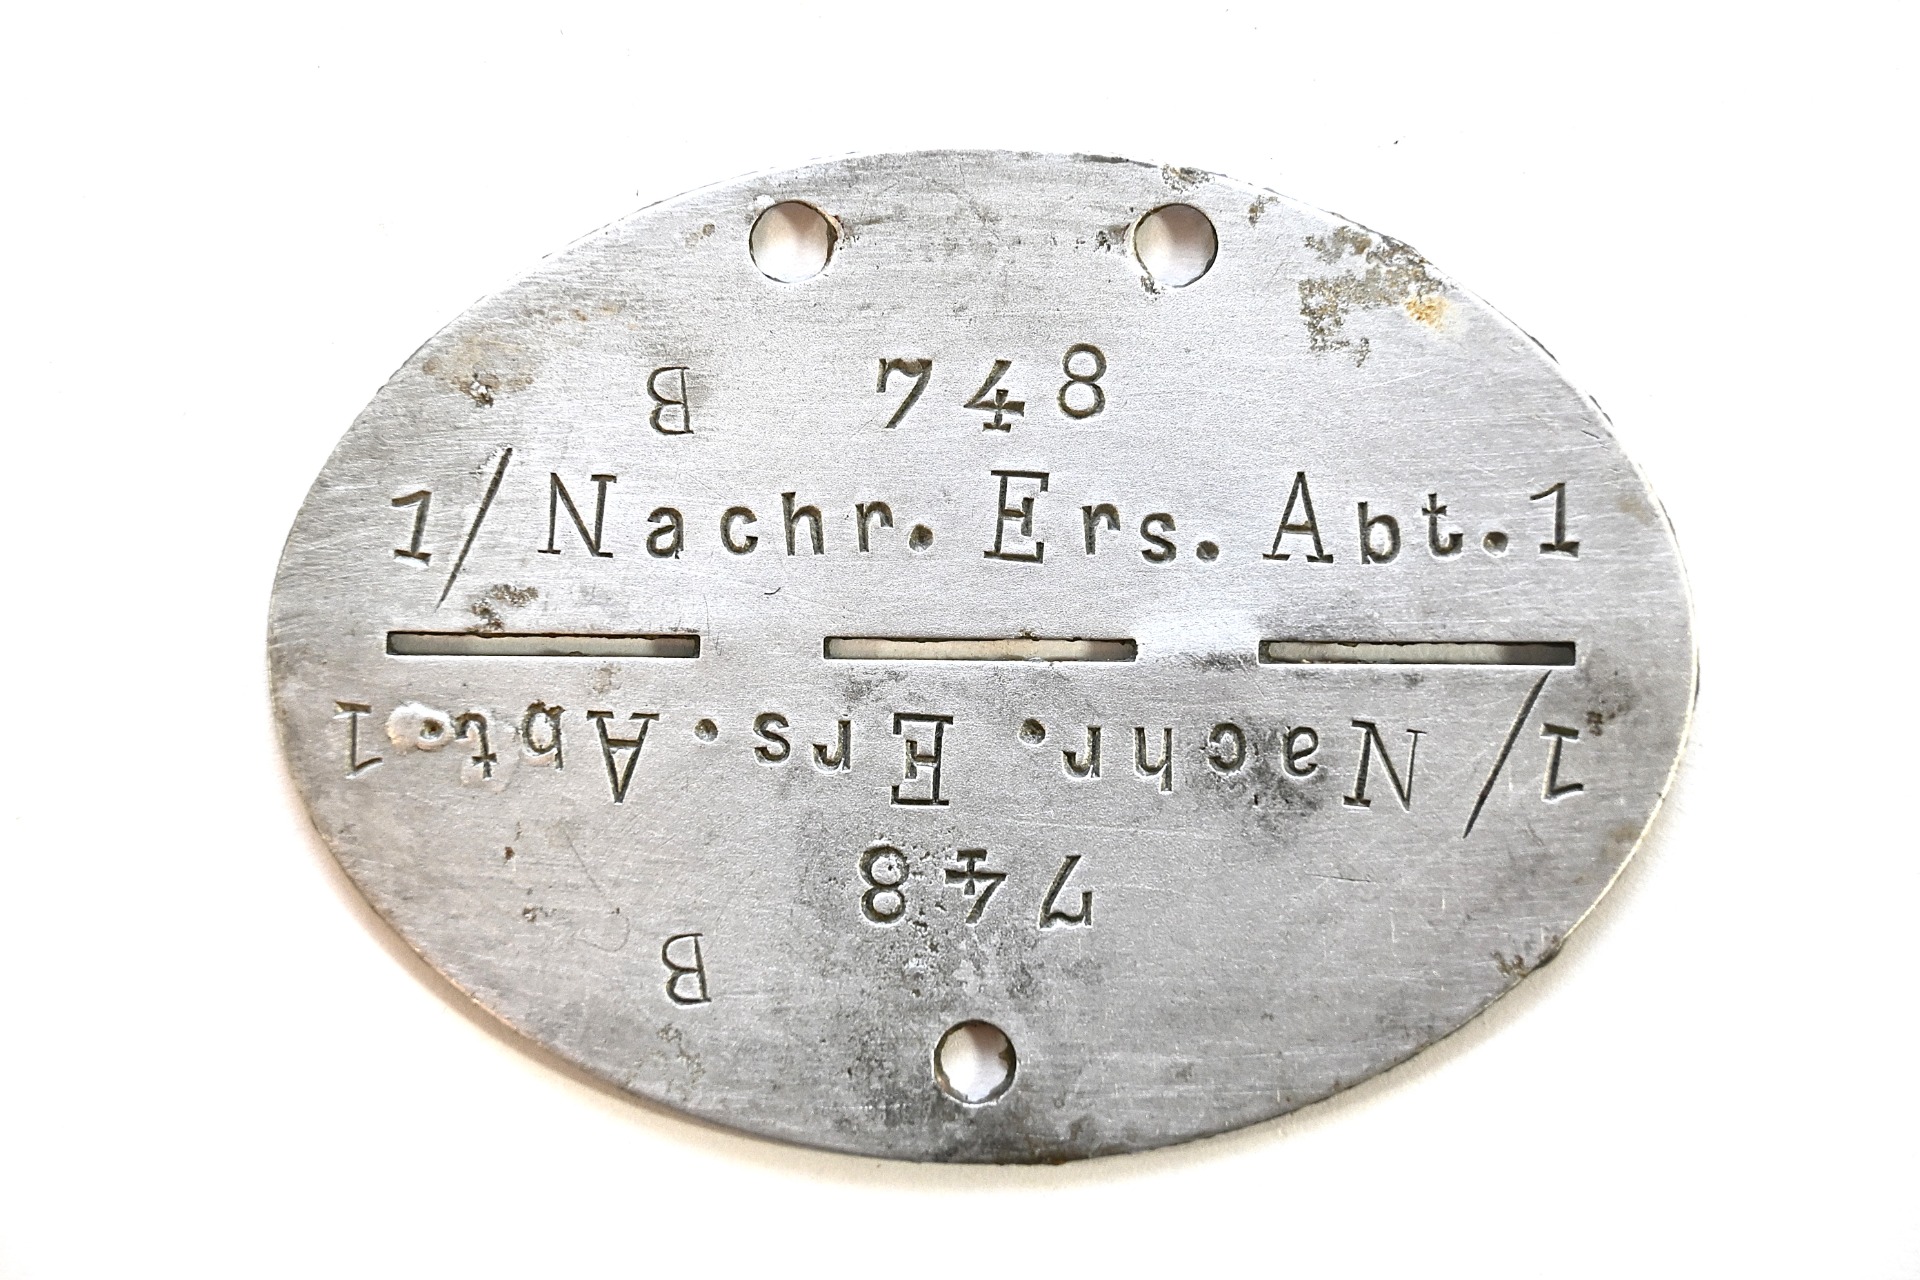 B 748
1/Nachr. Ers. Abt. 1
1/Nachr. Ers. Abt. 1
748
B